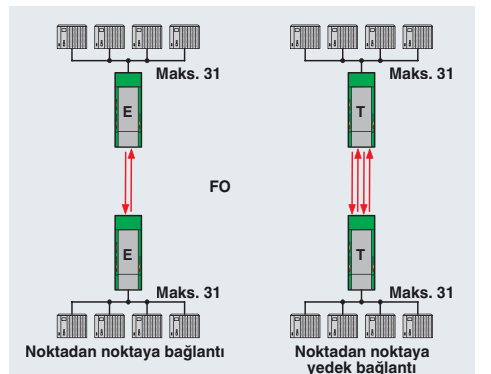 Maks. 31
Maks. 31
E
T
FO
E
T
Maks. 31
Maks. 31
Noktadan noktaya bağlantı
Noktadan noktaya
yedek bağlantı